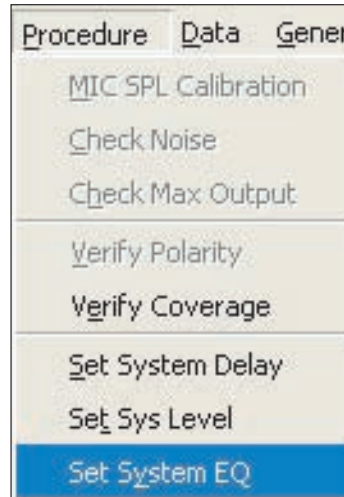 Procedure Data Gener
MIC SPL Calibration
Check Noise
Check Max Output
Verify Polarity
Verify Coverage
Set System Delay
Set Sys Level
Set System EQ